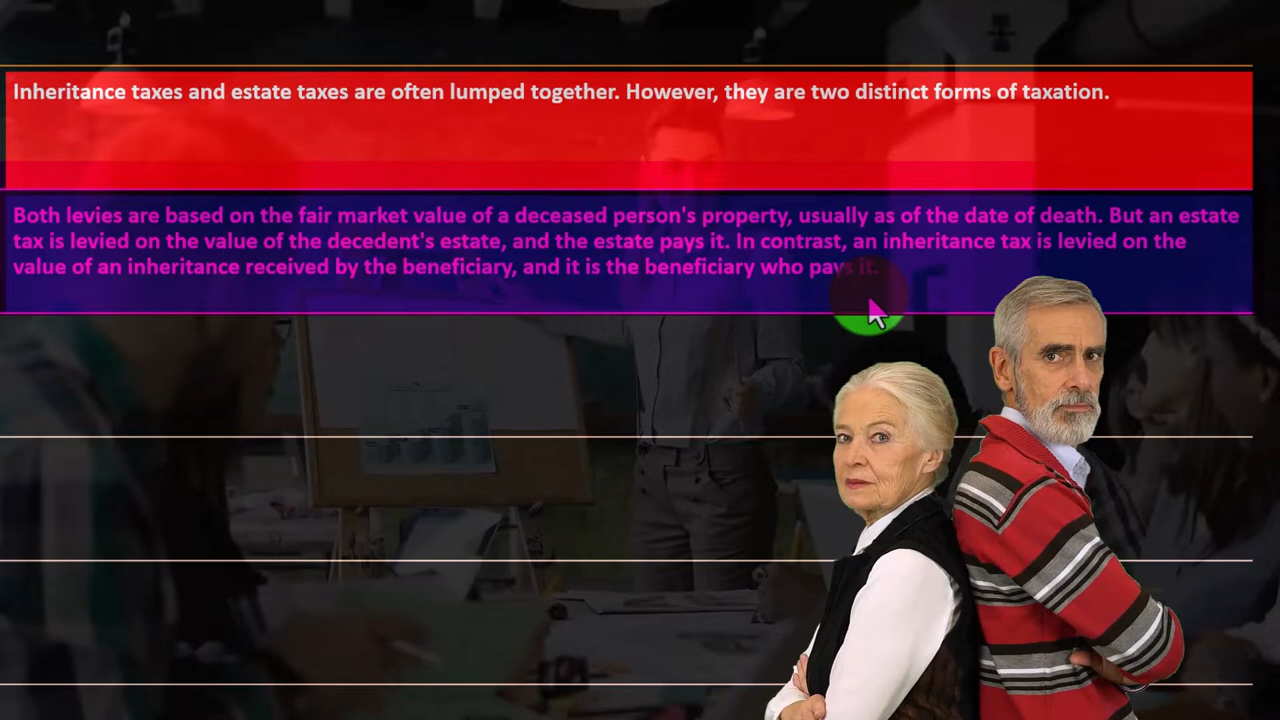 Inheritance taxes and estate taxes are often lumped together. However, they are two distinct forms of taxation.
Both levies are based on the fair market value of a deceased person's property, usually as of the date of death. But an estate
tax is levied on the value of the decedent's estate, and the estate pays it. In contrast, an inheritance tax is levied on the
value of an inheritance received by the beneficiary, and it is the beneficiary who pays it.